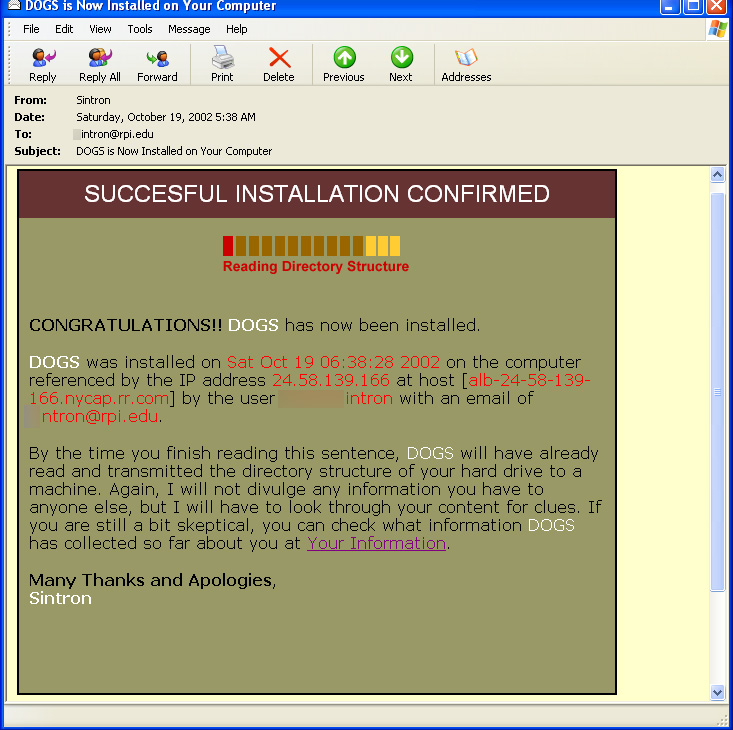 DOGS is Now Installed on Your Computer
File Edit View Tools Message Help
Reply Reply All Forward Print Delete Previous Next Addresses
From: Sintron
Date: Saturday, October 19, 2002 5:38 AM
To: intron@rpi.edu
Subject: DOGS is Now Installed on Your Computer
SUCCESFUL INSTALLATION CONFIRMED
Reading Directory Structure
CONGRATULATIONS!! DOGS has now been installed.
DOGS was installed on Sat Oct 19 06:38:28 2002 on the computer
referenced by the IP address 24.58.139.166 at host [alb-24-58-139-
166.nycap.rr.com] by the user intron with an email of
ntron@rpi.edu.
By the time you finish reading this sentence, DOGS will have already
read and transmitted the directory structure of your hard drive to a
machine. Again, I will not divulge any information you have to
anyone else, but I will have to look through your content for clues. If
you are still a bit skeptical, you can check what information DOGS
has collected so far about you at Your Information.
Many Thanks and Apologies,
Sintron